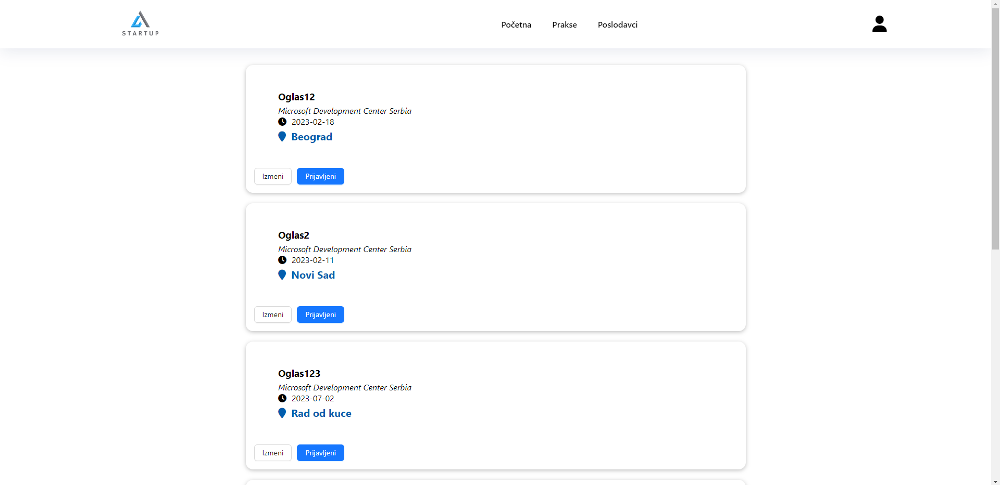 STARTUP
Početna Prakse Poslodavci
Oglas12
Microsoft Development Center Serbia
2023-02-18
Beograd
Izmeni Prijavljeni
Oglas2
Microsoft Development Center Serbia
2023-02-11
Novi Sad
Izmeni Prijavljeni
Oglas123
Microsoft Development Center Serbia
2023-07-02
Rad od kuce
Izmeni Prijavljeni